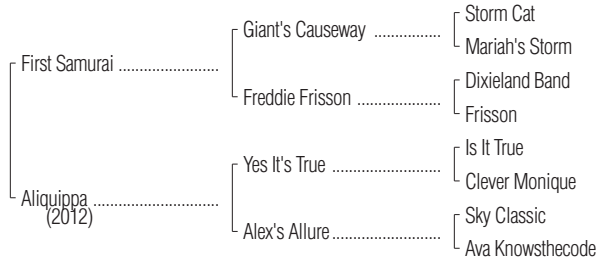 Storm Cat
Giant's Causeway ................
Mariah's Storm
First Samurai .......................
Dixieland Band
Freddie Frisson ...................
Frisson
Is It True
Yes It's True .........................
Clever Monique
Aliquippa .............................
(2012)
Sky Classic
Alex's Allure .........................
Ava Knowsthecode